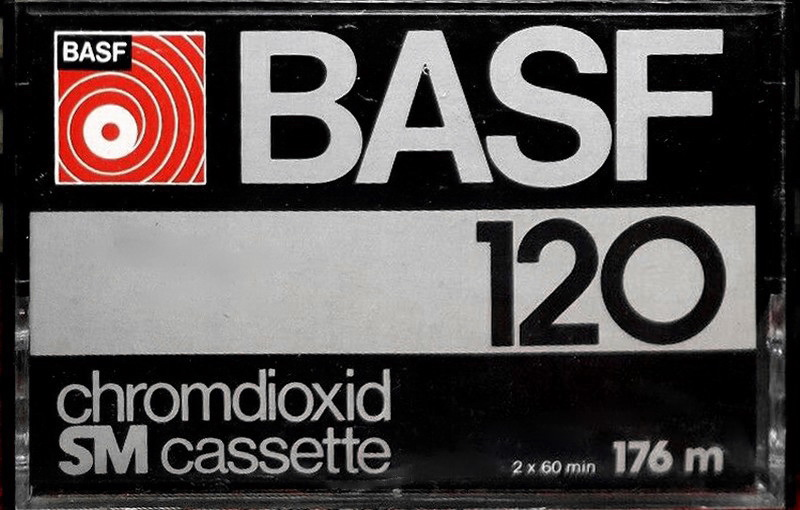 BASF
BASF
120
chromdioxid
SM cassette
2 x 60 min 176 m